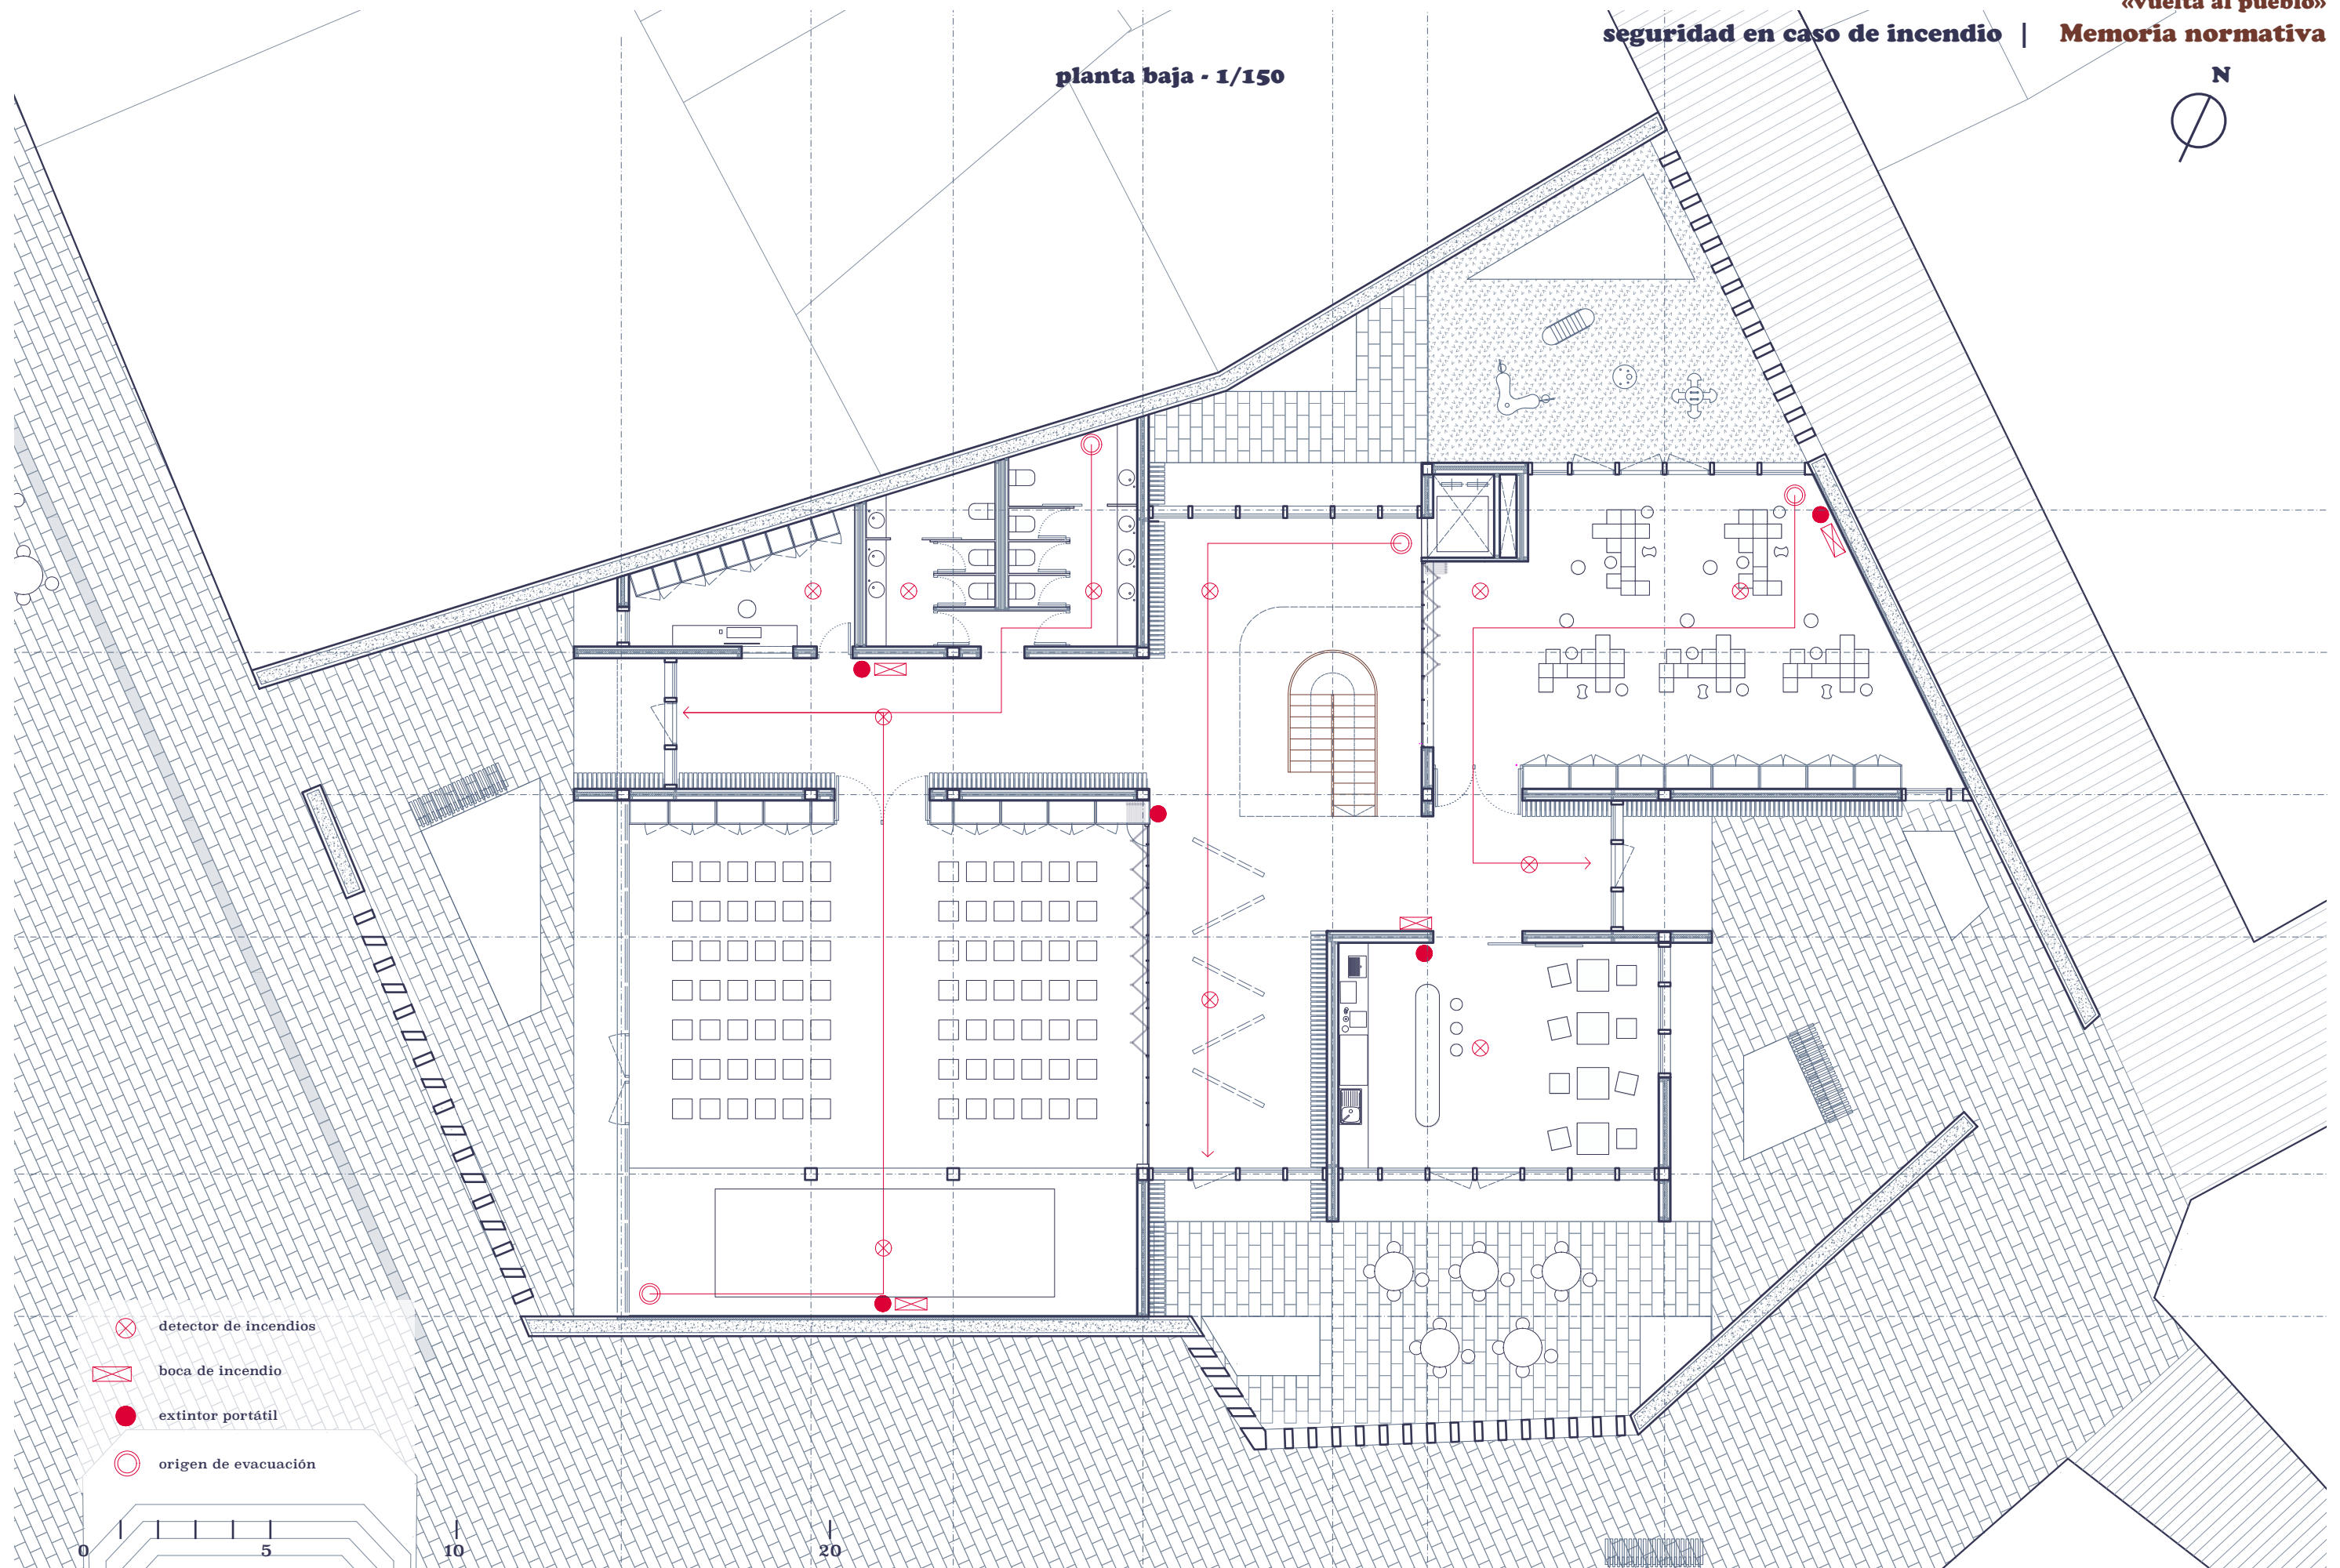 «vuelta al pueblo»
seguridad en caso de incendio | Memoria normativa
planta baja - 1/150
N
detector de incendios
boca de incendio
extintor portátil
origen de evacuación
0 5 10 20